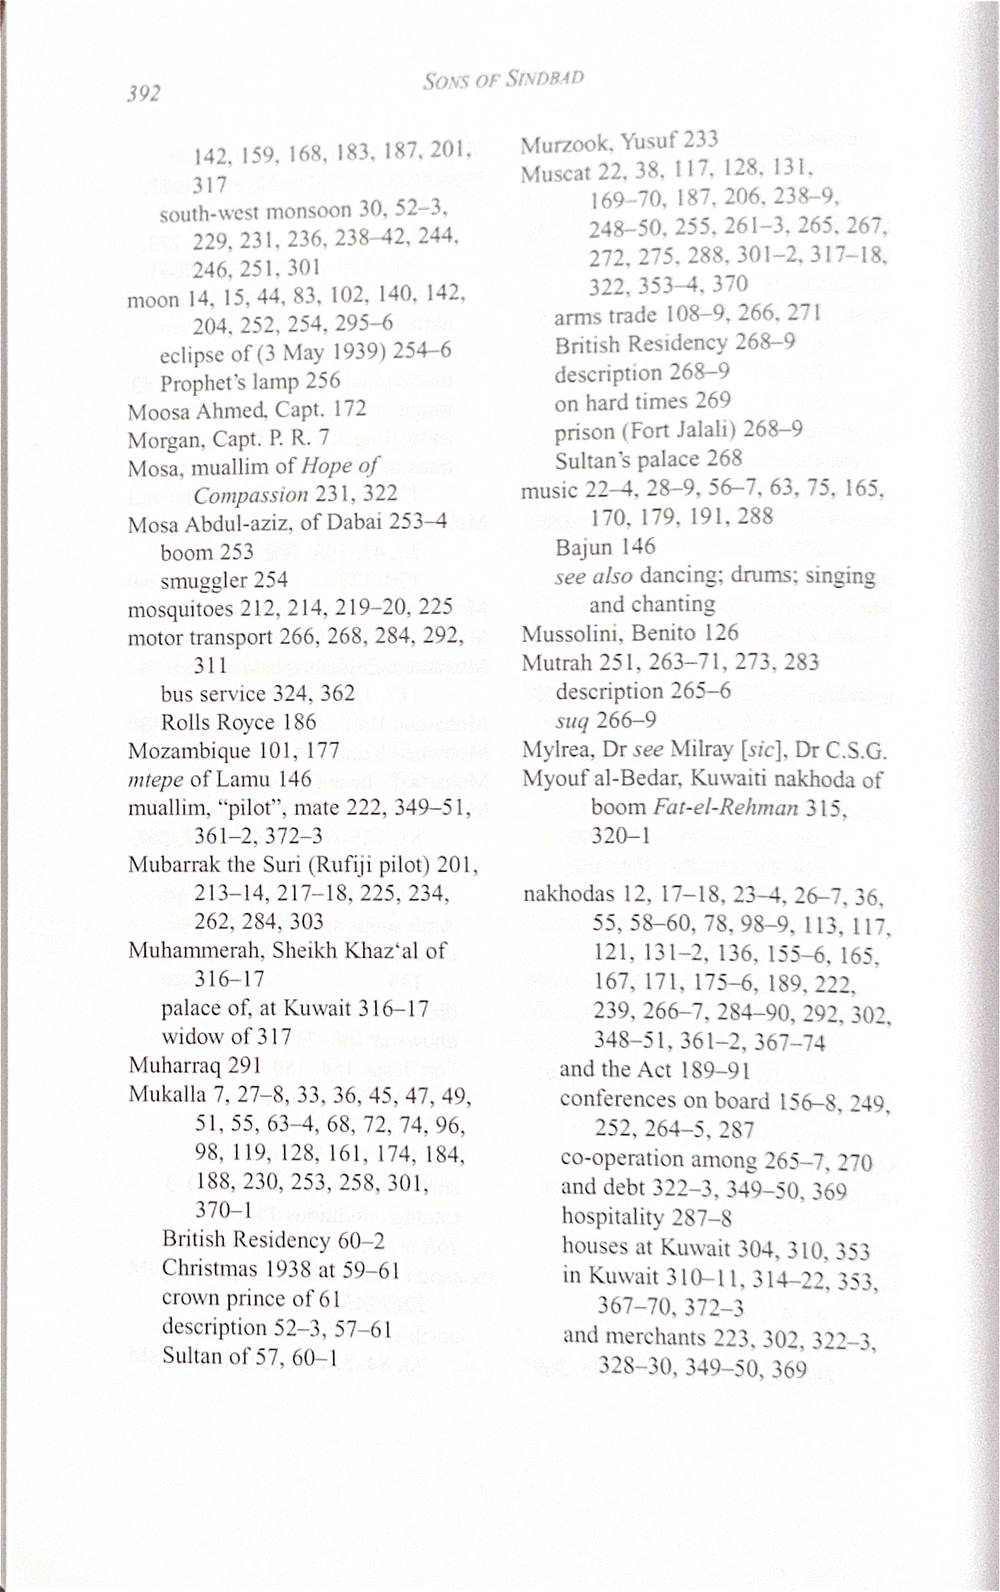 392
SONS OF SINDBAD
142, 159, 168, 183, 187, 201,
317
south-west monsoon 30, 52–3,
229, 231, 236, 238–42, 244,
246, 251, 301
moon 14, 15, 44, 83, 102, 140, 142,
204, 252, 254, 295–6
eclipse of (3 May 1939) 254–6
Prophet's lamp 256
Moosa Ahmed, Capt. 172
Morgan, Capt. P. R. 7
Mosa, muallim of Hope of
Compassion 231, 322
Mosa Abdul-aziz, of Dabai 253–4
boom 253
smuggler 254
mosquitoes 212, 214, 219–20, 225
motor transport 266, 268, 284, 292,
311
bus service 324, 362
Rolls Royce 186
Mozambique 101, 177
mtepe of Lamu 146
muallim, “pilot”, mate 222, 349–51,
361–2, 372–3
Mubarrak the Suri (Rufiji pilot) 201,
213–14, 217–18, 225, 234,
262, 284, 303
Muhammerah, Sheikh Khaz‘al of
316–17
palace of, at Kuwait 316–17
widow of 317
Muharraq 291
Mukalla 7, 27–8, 33, 36, 45, 47, 49,
51, 55, 63–4, 68, 72, 74, 96,
98, 119, 128, 161, 174, 184,
188, 230, 253, 258, 301,
370–1
British Residency 60–2
Christmas 1938 at 59–61
crown prince of 61
description 52–3, 57–61
Sultan of 57, 60–1
Murzook, Yusuf 233
Muscat 22, 38, 117, 128, 131,
169–70, 187, 206, 238–9,
248–50, 255, 261–3, 265, 267,
272, 275, 288, 301–2, 317–18,
322, 353–4, 370
arms trade 108–9, 266, 271
British Residency 268–9
description 268–9
on hard times 269
prison (Fort Jalali) 268–9
Sultan's palace 268
music 22–4, 28–9, 56–7, 63, 75, 165,
170, 179, 191, 288
Bajun 146
see also dancing; drums; singing
and chanting
Mussolini, Benito 126
Mutrah 251, 263–71, 273, 283
description 265–6
suq 266–9
Mylrea, Dr see Milray [sic], Dr C.S.G.
Myouf al-Bedar, Kuwaiti nakhoda of
boom Fat-el-Rehman 315,
320–1
nakhodas 12, 17–18, 23–4, 26–7, 36,
55, 58–60, 78, 98–9, 113, 117,
121, 131–2, 136, 155–6, 165,
167, 171, 175–6, 189, 222,
239, 266–7, 284–90, 292, 302,
348–51, 361–2, 367–74
and the Act 189–91
conferences on board 156–8, 249,
252, 264–5, 287
co-operation among 265–7, 270
and debt 322–3, 349–50, 369
hospitality 287–8
houses at Kuwait 304, 310, 353
in Kuwait 310–11, 314–22, 353,
367–70, 372–3
and merchants 223, 302, 322–3,
328–30, 349–50, 369